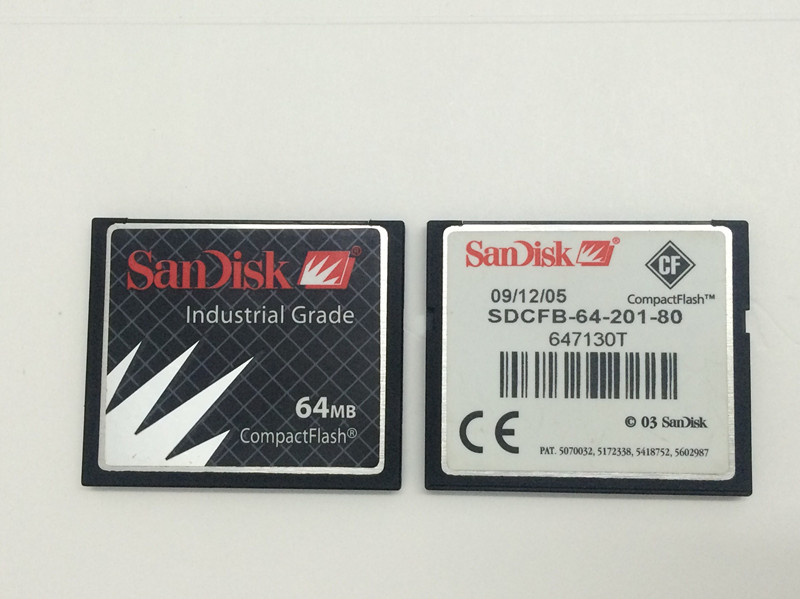 SanDisk®
Industrial Grade
64MB
CompactFlash®
SanDisk®
CF
CompactFlash™
09/12/05
SDCFB-64-201-80
647130T
CE
© 03 SanDisk
PAT. 5070032, 5172338, 5418752, 5602987